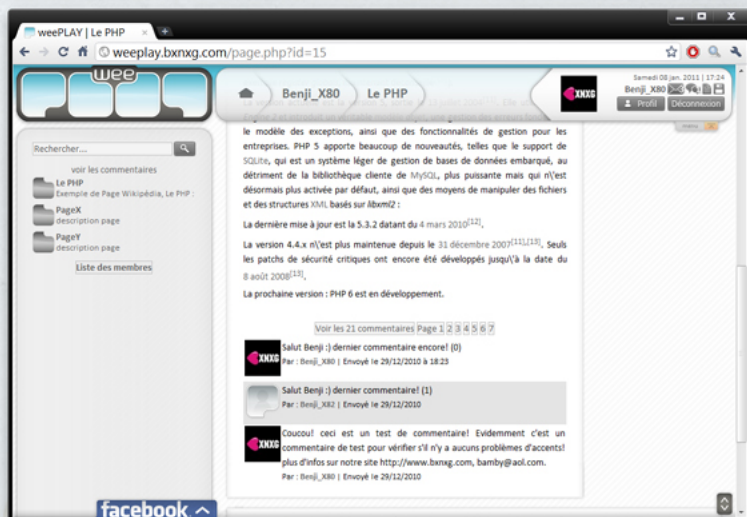 weePLAY | Le PHP
weeplay.bxnxg.com/page.php?id=15
wee
Benji_X80
Le PHP
XNXG
Samedi 08 jan. 2011 | 17:24
Benji_X80
Profil
Déconnexion
menu
Rechercher....
voir les commentaires
Le PHP
Exemple de Page Wikipédia, Le PHP :
PageX
description page
PageY
description page
Liste des membres
le modèle des exceptions, ainsi que des fonctionnalités de gestion pour les
entreprises. PHP 5 apporte beaucoup de nouveautés, telles que le support de
SQLite, qui est un système léger de gestion de bases de données embarqué, au
détriment de la bibliothèque cliente de MySQL, plus puissante mais qui n\'est
désormais plus activée par défaut, ainsi que des moyens de manipuler des fichiers
et des structures XML basés sur libxml2 :
La dernière mise à jour est la 5.3.2 datant du 4 mars 2010[12].
La version 4.4.x n\'est plus maintenue depuis le 31 décembre 2007[11],[13]. Seuls
les patchs de sécurité critiques ont encore été développés jusqu\'à la date du
8 août 2008[13].
La prochaine version : PHP 6 est en développement.
Voir les 21 commentaires Page 1 2 3 4 5 6 7
XNXG
Salut Benji :) dernier commentaire encore! (0)
Par : Benji_X80 | Envoyé le 29/12/2010 à 18:23
Salut Benji :) dernier commentaire! (1)
Par : Benji_X82 | Envoyé le 29/12/2010
XNXG
Coucou! ceci est un test de commentaire! Evidemment c'est un
commentaire de test pour vérifier s'il n'y a aucuns problèmes d'accents!
plus d'infos sur notre site http://www.bxnxg.com, bamby@aol.com.
Par : Benji_X80 | Envoyé le 29/12/2010
facebook